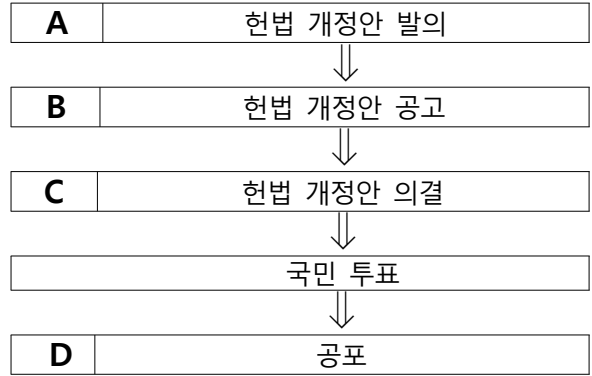 A 헌법 개정안 발의
B 헌법 개정안 공고
C 헌법 개정안 의결
국민 투표
D 공포